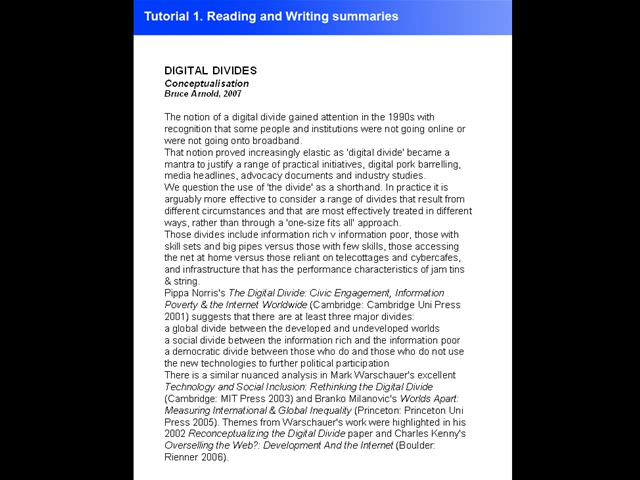 Tutorial 1. Reading and Writing summaries
DIGITAL DIVIDES
Conceptualisation
Bruce Arnold, 2007
The notion of a digital divide gained attention in the 1990s with
recognition that some people and institutions were not going online or
were not going onto broadband.
That notion proved increasingly elastic as 'digital divide' became a
mantra to justify a range of practical initiatives, digital pork barrelling,
media headlines, advocacy documents and industry studies.
We question the use of 'the divide' as a shorthand. In practice it is
arguably more effective to consider a range of divides that result from
different circumstances and that are most effectively treated in different
ways, rather than through a 'one-size fits all' approach.
Those divides include information rich v information poor, those with
skill sets and big pipes versus those with few skills, those accessing
the net at home versus those reliant on telecottages and cybercafes,
and infrastructure that has the performance characteristics of jam tins
& string.
Pippa Norris's The Digital Divide: Civic Engagement, Information
Poverty & the Internet Worldwide (Cambridge: Cambridge Uni Press
2001) suggests that there are at least three major divides:
a global divide between the developed and undeveloped worlds
a social divide between the information rich and the information poor
a democratic divide between those who do and those who do not use
the new technologies to further political participation
There is a similar nuanced analysis in Mark Warschauer's excellent
Technology and Social Inclusion: Rethinking the Digital Divide
(Cambridge: MIT Press 2003) and Branko Milanovic's Worlds Apart:
Measuring International & Global Inequality (Princeton: Princeton Uni
Press 2005). Themes from Warschauer's work were highlighted in his
2002 Reconceptualizing the Digital Divide paper and Charles Kenny's
Overselling the Web?: Development And the Internet (Boulder:
Rienner 2006).